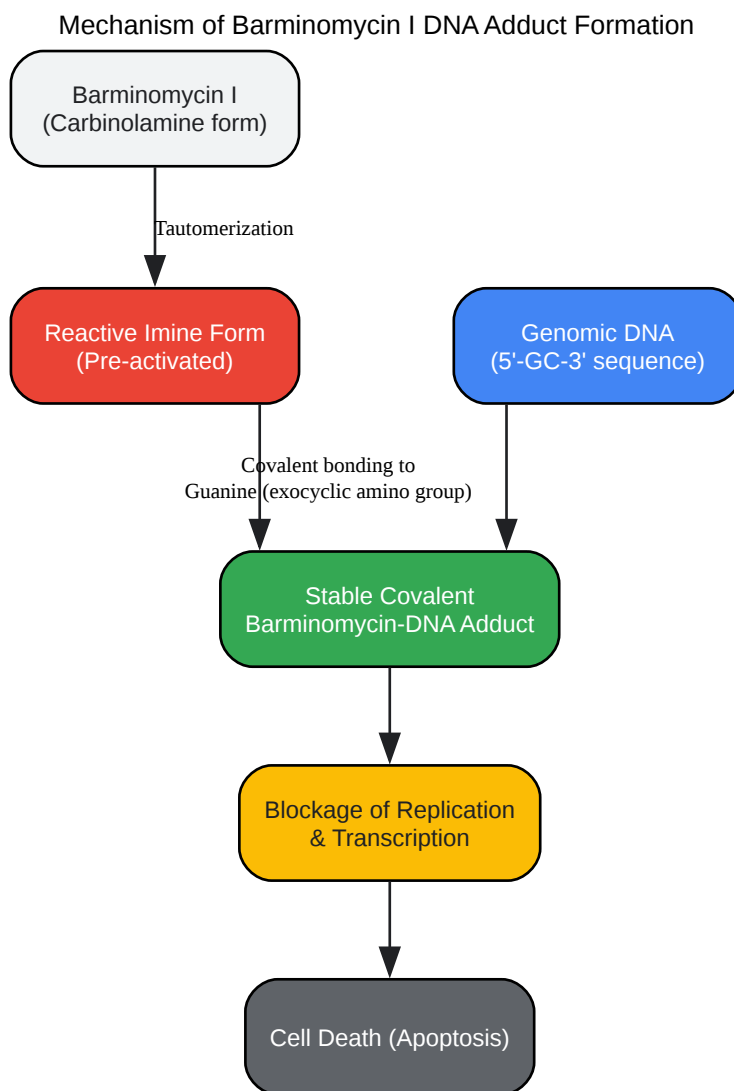 Mechanism of Barminomycin I DNA Adduct Formation
Barminomycin I
(Carbinolamine form)
Tautomerization
Reactive Imine Form
(Pre-activated)
Genomic DNA
(5'-GC-3' sequence)
Covalent bonding to
Guanine (exocyclic amino group)
Stable Covalent
Barminomycin-DNA Adduct
Blockage of Replication
& Transcription
Cell Death (Apoptosis)